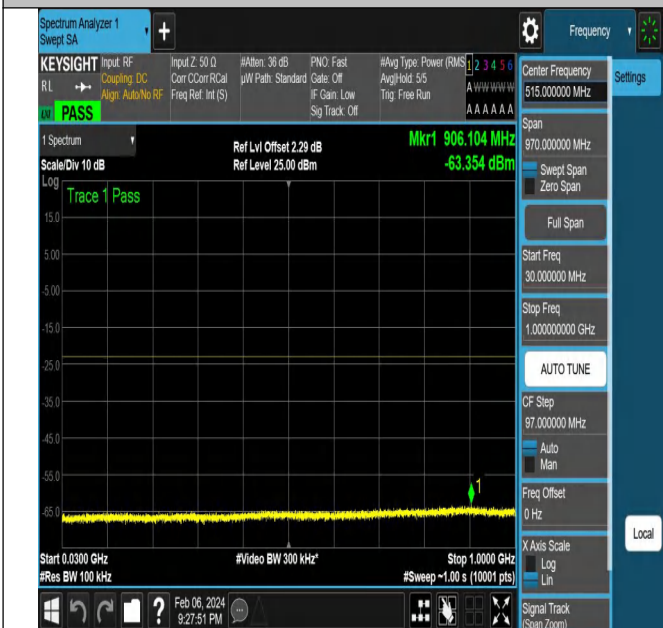 Spectrum Analyzer 1
Swept SA
+
Frequency
KEYSIGHT
RL
LXI
PASS
Input: RF
Coupling: DC
Align: Auto/No RF
Input Z: 50 Ω
Corr CCorr RCal
Freq Ref: Int (S)
#Atten: 36 dB
µW Path: Standard
PNO: Fast
Gate: Off
IF Gain: Low
Sig Track: Off
#Avg Type: Power (RMS
Avg|Hold: 5/5
Trig: Free Run
1 2 3 4 5 6
A W W W W W
A A A A A A
1 Spectrum
Scale/Div 10 dB
Ref Lvl Offset 2.29 dB
Ref Level 25.00 dBm
Mkr1 906.104 MHz
-63.354 dBm
Log
Trace 1 Pass
15.0
5.00
-5.00
-15.0
-25.0
-35.0
-45.0
-55.0
-65.0
1
Start 0.0300 GHz
#Res BW 100 kHz
#Video BW 300 kHz*
Stop 1.0000 GHz
#Sweep ~1.00 s (10001 pts)
?
Feb 06, 2024
9:27:51 PM
Center Frequency
515.000000 MHz
Span
970.000000 MHz
Swept Span
Zero Span
Full Span
Start Freq
30.000000 MHz
Stop Freq
1.000000000 GHz
AUTO TUNE
CF Step
97.000000 MHz
Auto
Man
Freq Offset
0 Hz
X Axis Scale
Log
Lin
Signal Track
(Span Zoom)
Settings
Local